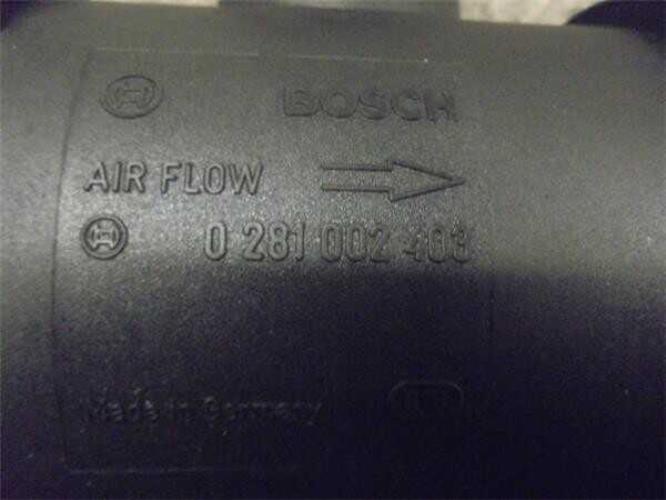 BOSCH
AIR FLOW
0 281 002 403
Made in Germany